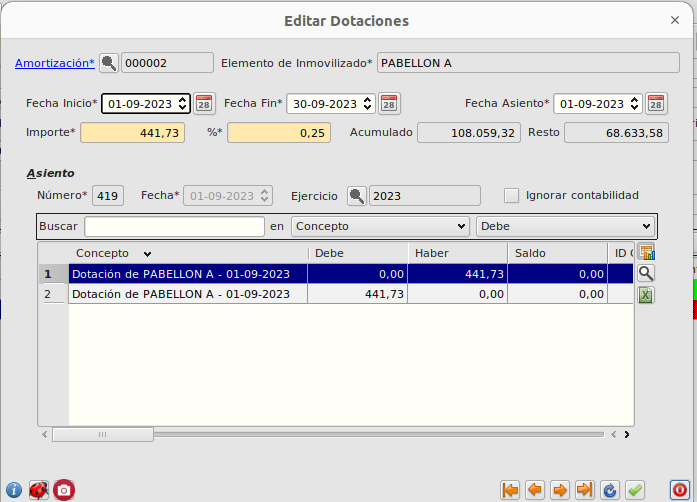 Editar Dotaciones
Amortización* 000002 Elemento de Inmovilizado* PABELLON A
Fecha Inicio* 01-09-2023 28 Fecha Fin* 30-09-2023 28 Fecha Asiento* 01-09-2023 28
Importe* 441,73 %* 0,25 Acumulado 108.059,32 Resto 68.633,58
Asiento
Número* 419 Fecha* 01-09-2023 Ejercicio 2023 Ignorar contabilidad
Buscar en Concepto Debe
Concepto Debe Haber Saldo ID
1 Dotación de PABELLON A - 01-09-2023 0,00 441,73 0,00
2 Dotación de PABELLON A - 01-09-2023 441,73 0,00 0,00